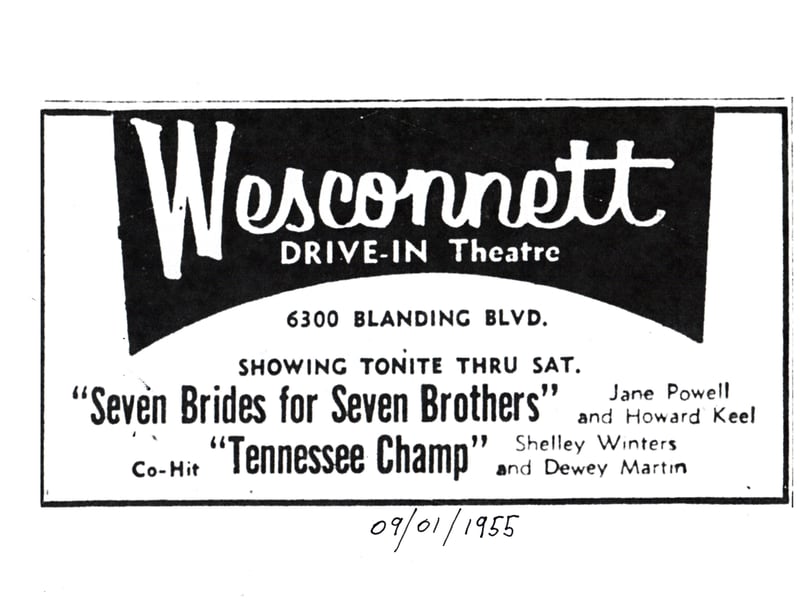 Wesconnett
DRIVE-IN Theatre
6300 BLANDING BLVD.
SHOWING TONITE THRU SAT.
"Seven Brides for Seven Brothers" Jane Powell and Howard Keel
Co-Hit "Tennessee Champ" Shelley Winters and Dewey Martin
09/01/1955